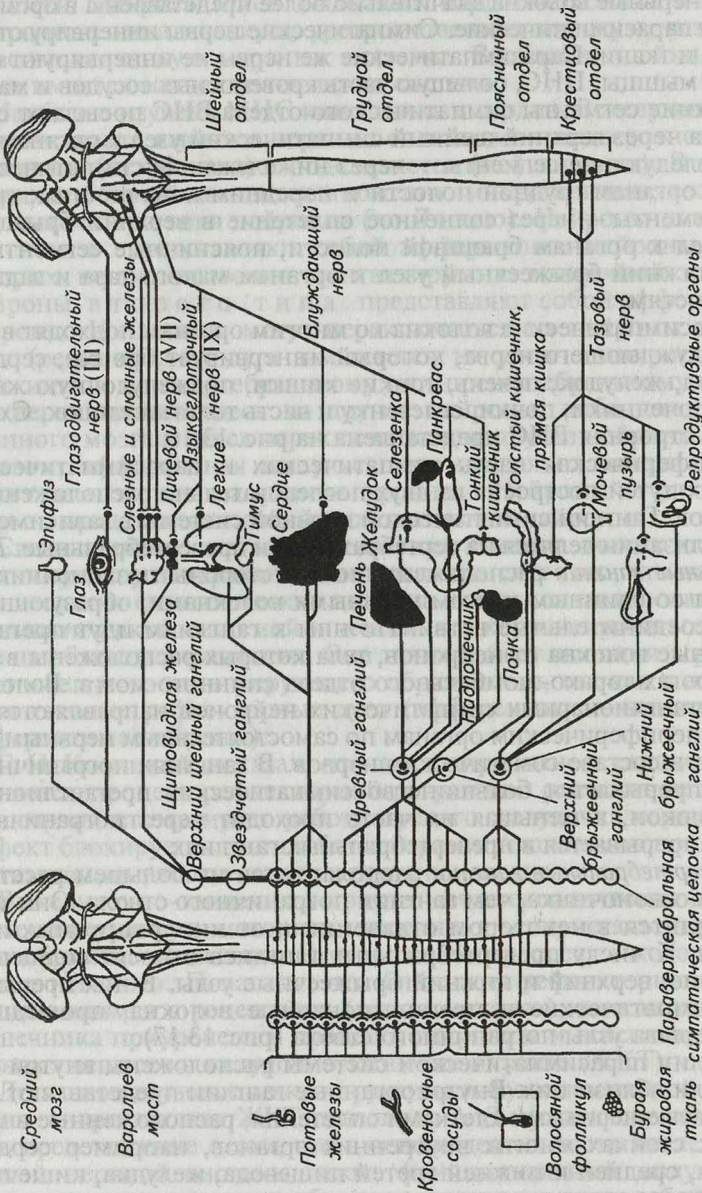 Средний
мозг
Варолиев
мост
Потовые
железы
Кровеносные
сосуды
Волосяной
фолликул
Бурая
жировая
ткань
Паравертебральная
симпатическая цепочка
Нижний
брыжеечный
ганглий
Верхний
брыжеечный
ганглий
Чревный ганглий
Звездчатый ганглий
Верхний шейный
ганглий
Щитовидная железа
Эпифиз
Глаз
Слезные слюнные железы
Легкие
Тимус
Сердце
Печень
Желудок
Селезенка
Панкреас
Надпочечник
Почка
Тонкий
кишечник
Толстый кишечник,
прямая кишка
Мочевой
пузырь
Репродуктивные органы
Глазодвигательный
нерв (III)
Лицевой нерв (VII)
Языкоглоточный
нерв (IX)
Блуждающий
нерв
Тазовый
нерв
Шейный
отдел
Грудной
отдел
Поясничный
отдел
Крестцовый
отдел